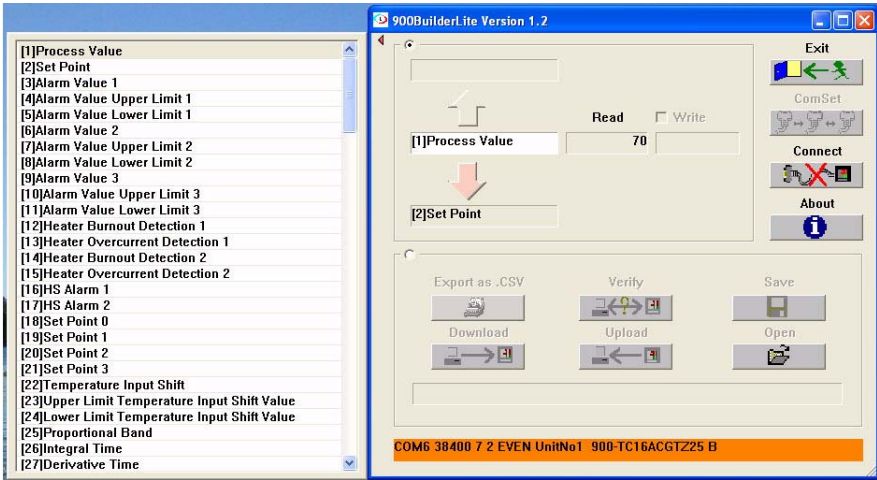 [1]Process Value
[2]Set Point
[3]Alarm Value 1
[4]Alarm Value Upper Limit 1
[5]Alarm Value Lower Limit 1
[6]Alarm Value 2
[7]Alarm Value Upper Limit 2
[8]Alarm Value Lower Limit 2
[9]Alarm Value 3
[10]Alarm Value Upper Limit 3
[11]Alarm Value Lower Limit 3
[12]Heater Burnout Detection 1
[13]Heater Overcurrent Detection 1
[14]Heater Burnout Detection 2
[15]Heater Overcurrent Detection 2
[16]HS Alarm 1
[17]HS Alarm 2
[18]Set Point 0
[19]Set Point 1
[20]Set Point 2
[21]Set Point 3
[22]Temperature Input Shift
[23]Upper Limit Temperature Input Shift Value
[24]Lower Limit Temperature Input Shift Value
[25]Proportional Band
[26]Integral Time
[27]Derivative Time
900BuilderLite Version 1.2
Read Write
[1]Process Value 70
[2]Set Point
Exit
ComSet
Connect
About
Export as .CSV Verify Save
Download Upload Open
COM6 38400 7 2 EVEN UnitNo1 900-TC16ACGTZ25 B